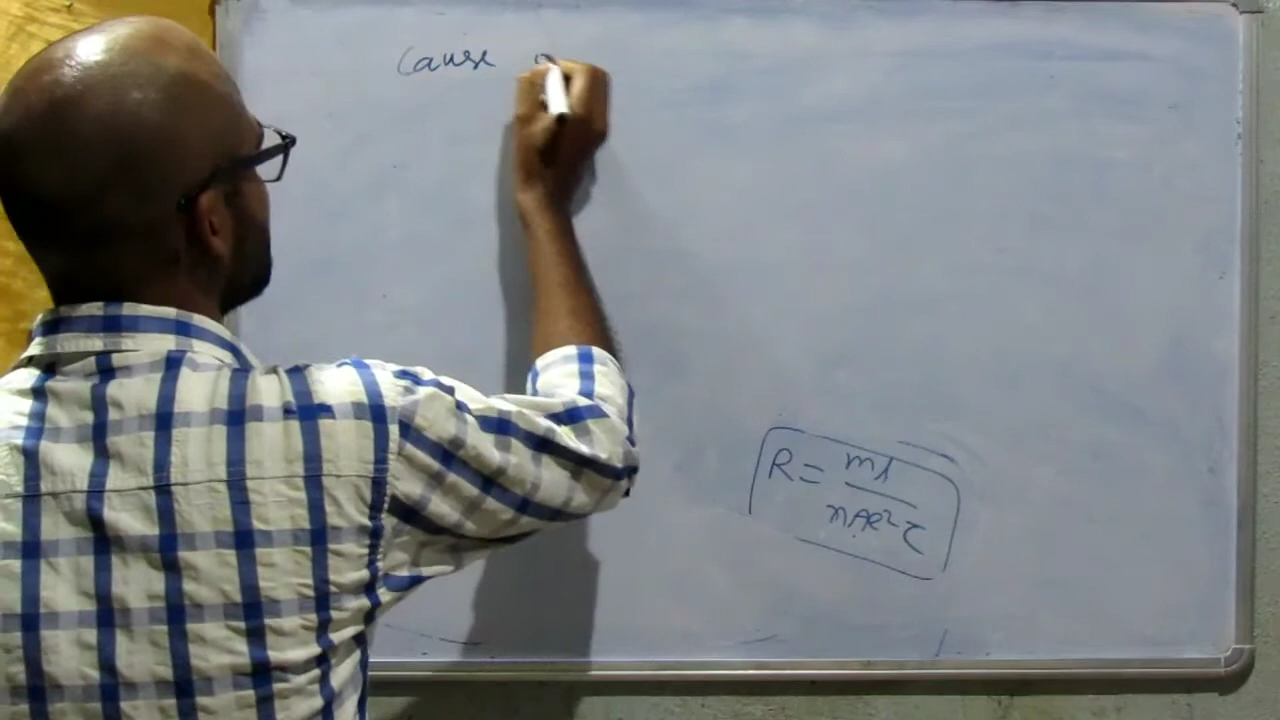 Cause
R = ml
nAe²τ